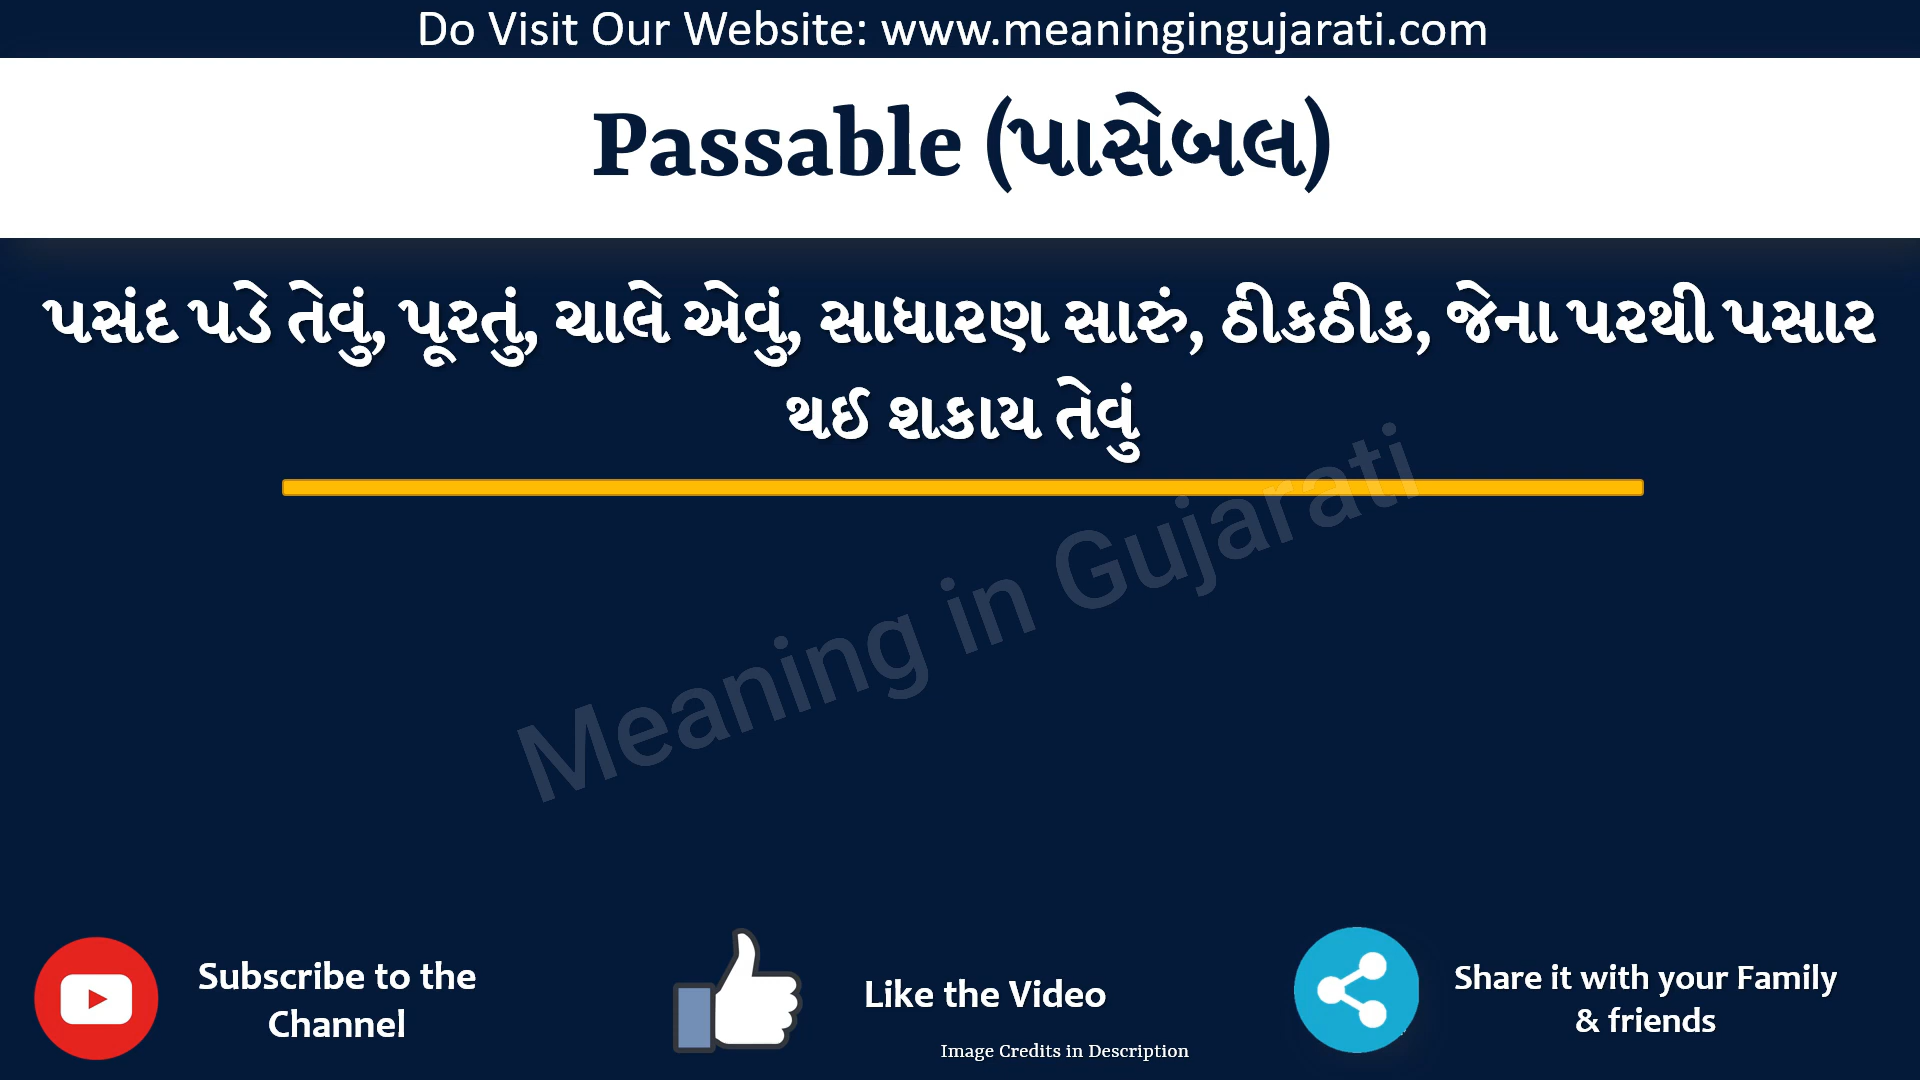 Do Visit Our Website: www.meaningingujarati.com
Passable (પાસેબલ)
પસંદ પડે તેવું, પૂરતું, ચાલે એવું, સાધારણ સારું, ઠીકઠીક, જેના પરથી પસાર
થઈ શકાય તેવું
Meaning in Gujarati
Subscribe to the
Channel
Like the Video
Share it with your Family
& friends
Image Credits in Description